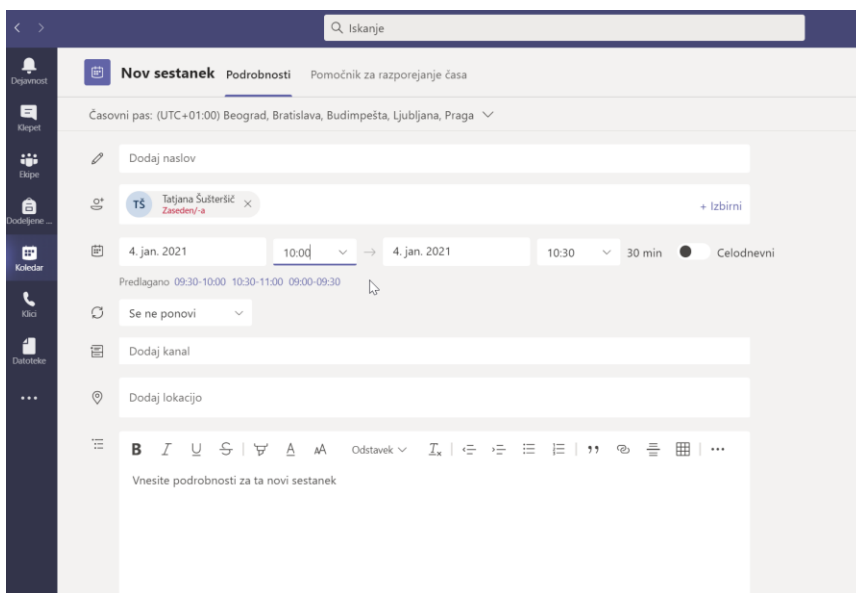 Iskanje
Dejavnost
Klepet
Ekipe
Dodeljene ...
Koledar
Klici
Datoteke
Nov sestanek Podrobnosti Pomočnik za razporejanje časa
Časovni pas: (UTC+01:00) Beograd, Bratislava, Budimpešta, Ljubljana, Praga
Dodaj naslov
TŠ Tatjana Šušteršič
Zaseden/-a
+ Izbirni
4. jan. 2021 10:00 → 4. jan. 2021 10:30 30 min Celodnevni
Predlagano 09:30-10:00 10:30-11:00 09:00-09:30
Se ne ponovi
Dodaj kanal
Dodaj lokacijo
B I U S A AA Odstavek Ix
Vnesite podrobnosti za ta novi sestanek